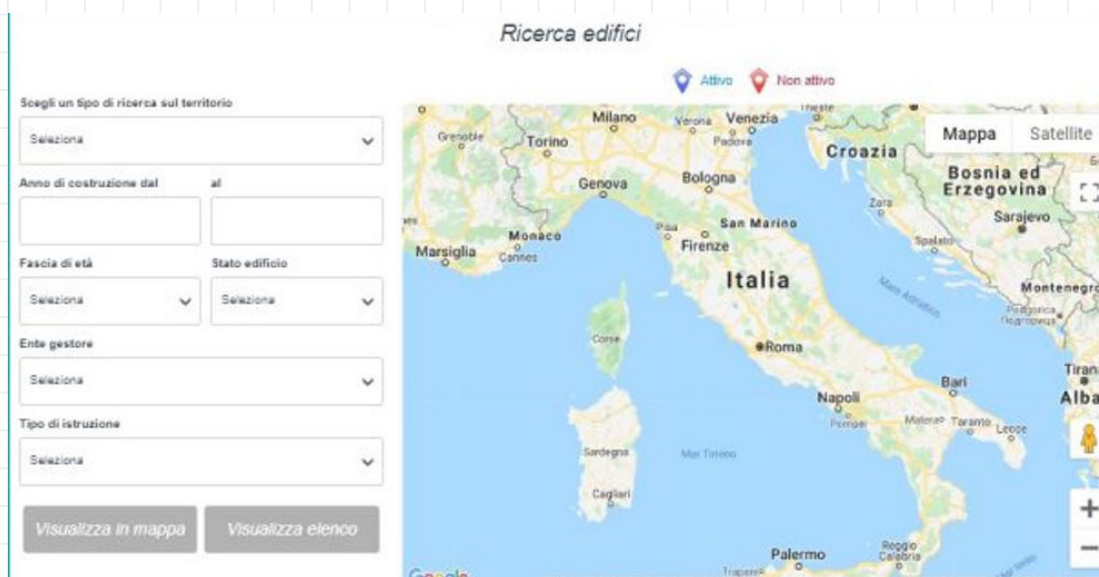 Ricerca edifici
Attivo Non attivo
Scegli un tipo di ricerca sul territorio
Seleziona
Anno di costruzione dal al
Fascia di età Stato edificio
Seleziona Seleziona
Ente gestore
Seleziona
Tipo di istruzione
Seleziona
Visualizza in mappa Visualizza elenco
Mappa Satellite
Milano Verona Venezia Trieste
Grenoble Torino Padova
Croazia
Genova Bologna
Bosnia ed
Erzegovina
Zara
Sarajevo
San Marino
Pisa
Monaco
Firenze
Marsiglia Cannes
Spalato
Italia
Mare Adriatico
Montenegro
Podgorica
Подгорица
Corse
Roma
Tiran
Bari
Alba
Napoli
Pompei
Matera Taranto Lecce
Sardegna
Mar Tirreno
Cagliari
Reggio
Calabria
Palermo
Trapani
Google